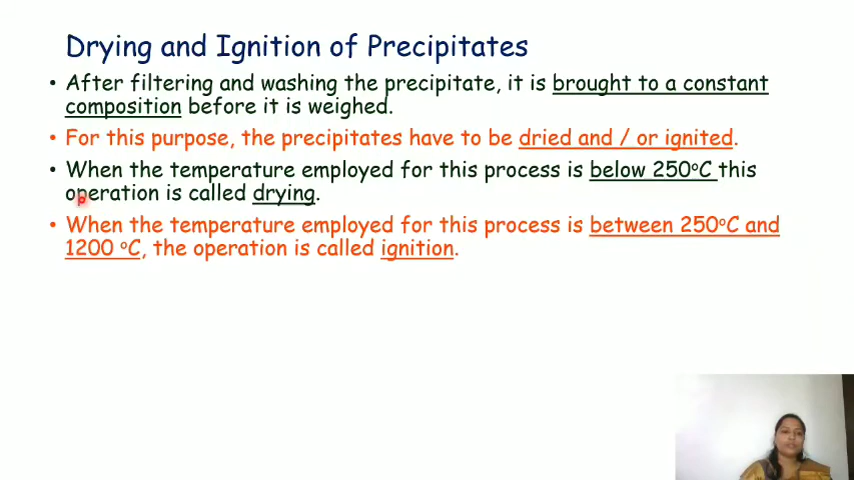 Drying and Ignition of Precipitates
• After filtering and washing the precipitate, it is brought to a constant
composition before it is weighed.
• For this purpose, the precipitates have to be dried and / or ignited.
• When the temperature employed for this process is below 250°C this
operation is called drying.
• When the temperature employed for this process is between 250°C and
1200 °C, the operation is called ignition.